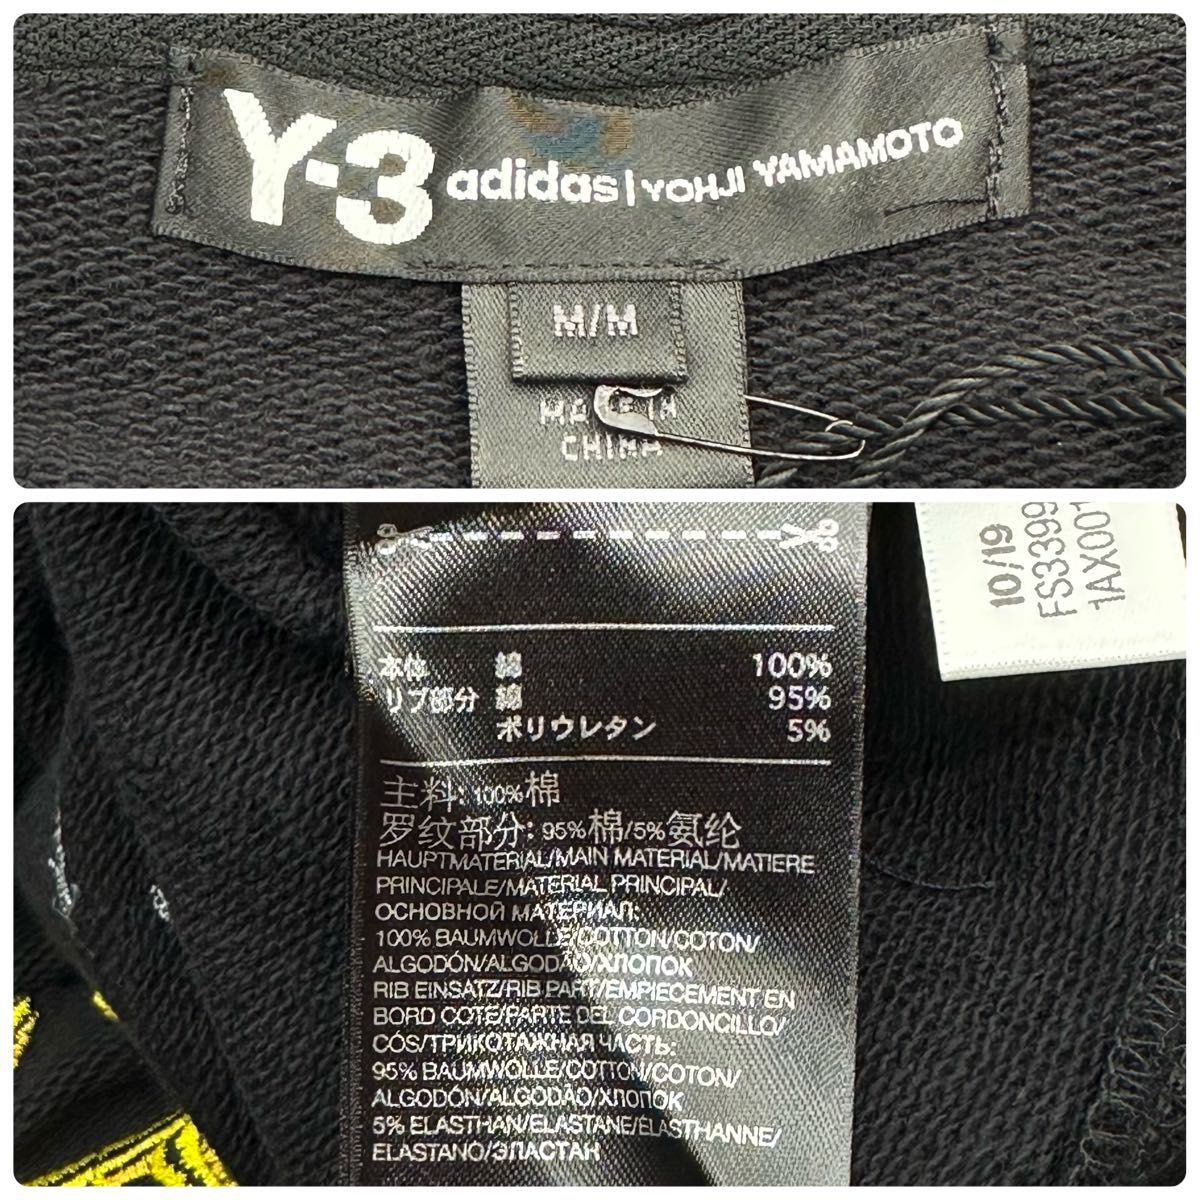 Y-3 adidas | YOHJI YAMAMOTO
M/M
MADE IN
CHINA
10/19
FS3399
1AX001
本体 綿 100%
リブ部分 綿 95%
ポリウレタン 5%
主料: 100%棉
罗纹部分: 95%棉/5%氨纶
HAUPTMATERIAL/MAIN MATERIAL/MATIERE
PRINCIPALE/MATERIAL PRINCIPAL/
ОСНОВНОЙ МАТЕРИАЛ:
100% BAUMWOLLE/COTTON/COTON/
ALGODÓN/ALGODÃO/ХЛОПОК
RIB EINSATZ/RIB PART/EMPIECEMENT EN
BORD COTE/PARTE DEL CORDONCILLO/
CÓS/ТРИКОТАЖНАЯ ЧАСТЬ:
95% BAUMWOLLE/COTTON/COTON/
ALGODÓN/ALGODÃO/ХЛОПОК
5% ELASTHAN/ELASTANE/ELASTHANNE/
ELASTANO/ЭЛАСТАН